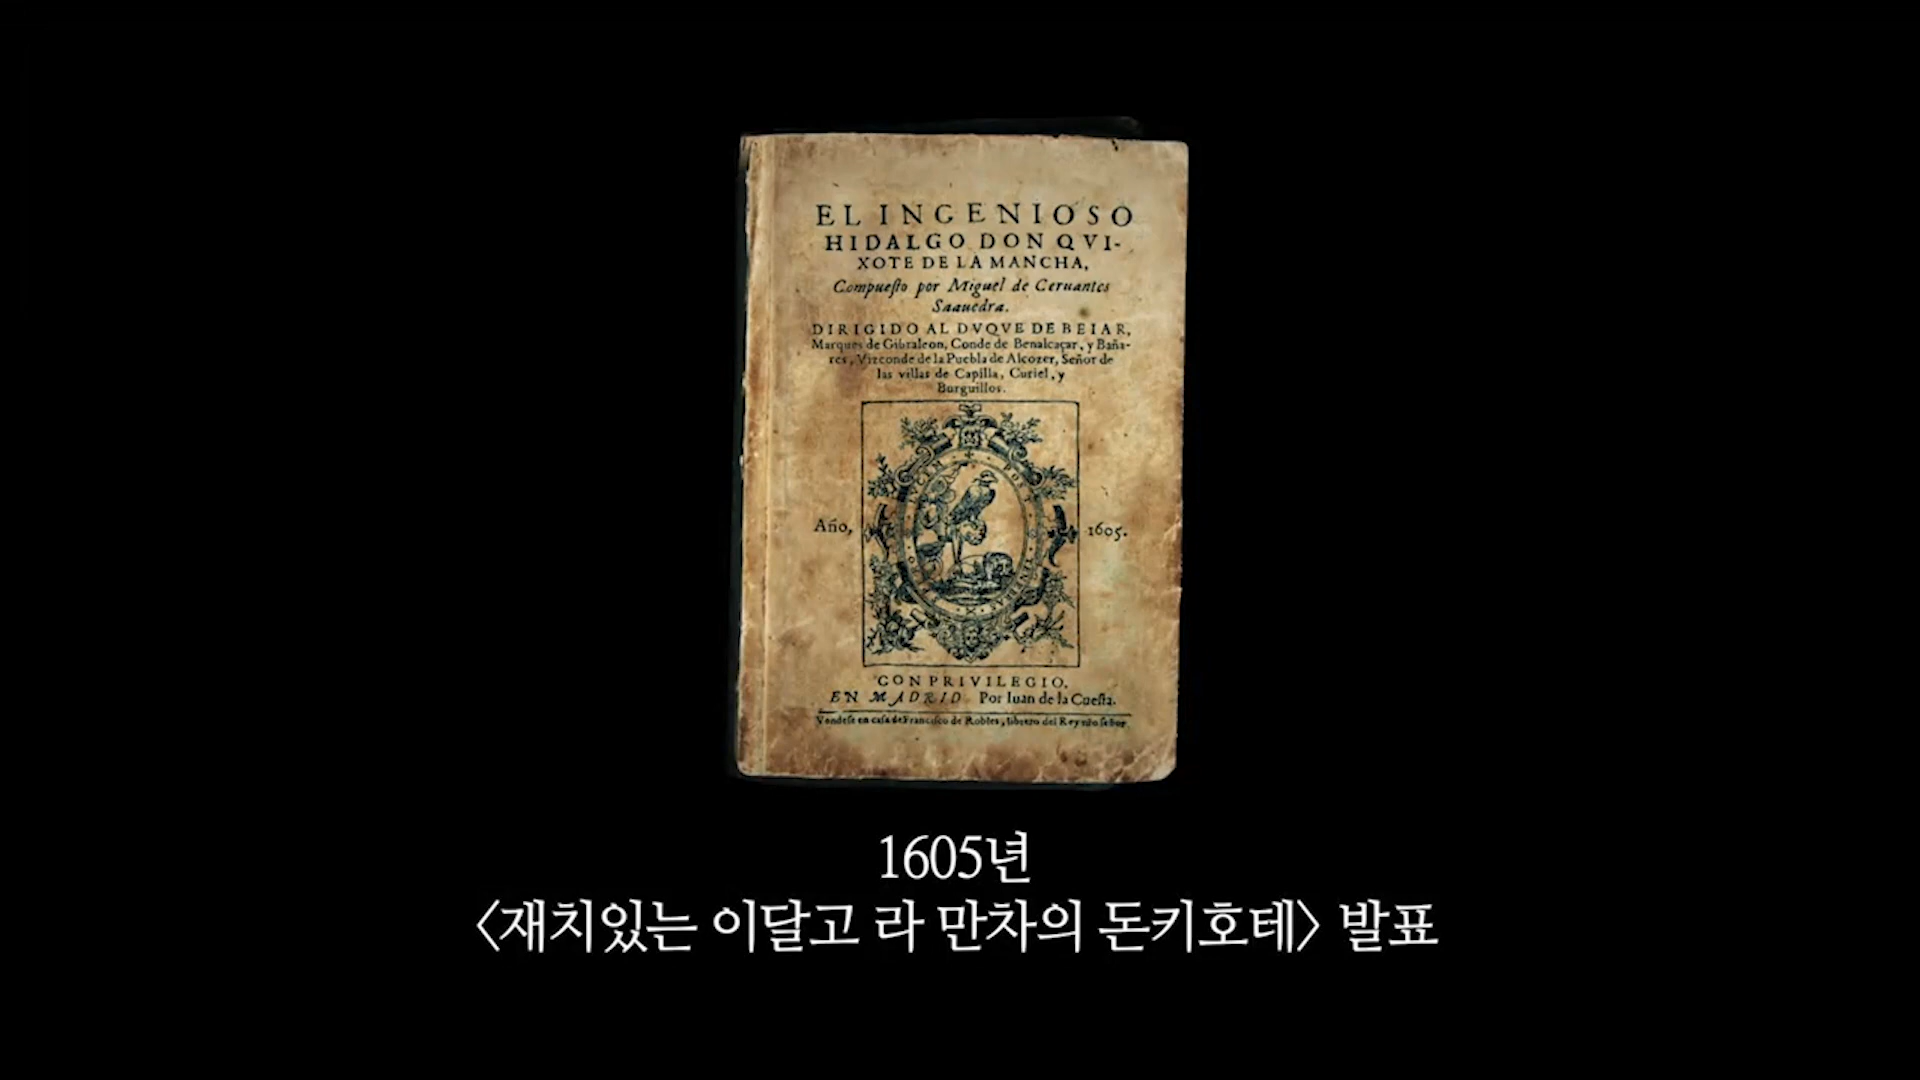 EL INGENIOSO
HIDALGO DON QVI-
XOTE DE LA MANCHA,
Compuesto por Miguel de Ceruantes
Saauedra.
DIRIGIDO AL DVQVE DE BEIAR,
Marques de Gibraleon, Conde de Benalcaçar, y Baña-
res, Vizconde de la Puebla de Alcozer, Señor de
las villas de Capilla, Curiel, y
Burguillos.
Año, 1605.
CON PRIVILEGIO,
EN MADRID Por Iuan de la Cuesta.
Vendese en casa de Francisco de Robles, librero del Rey nro señor
1605년
<재치있는 이달고 라 만차의 돈키호테> 발표